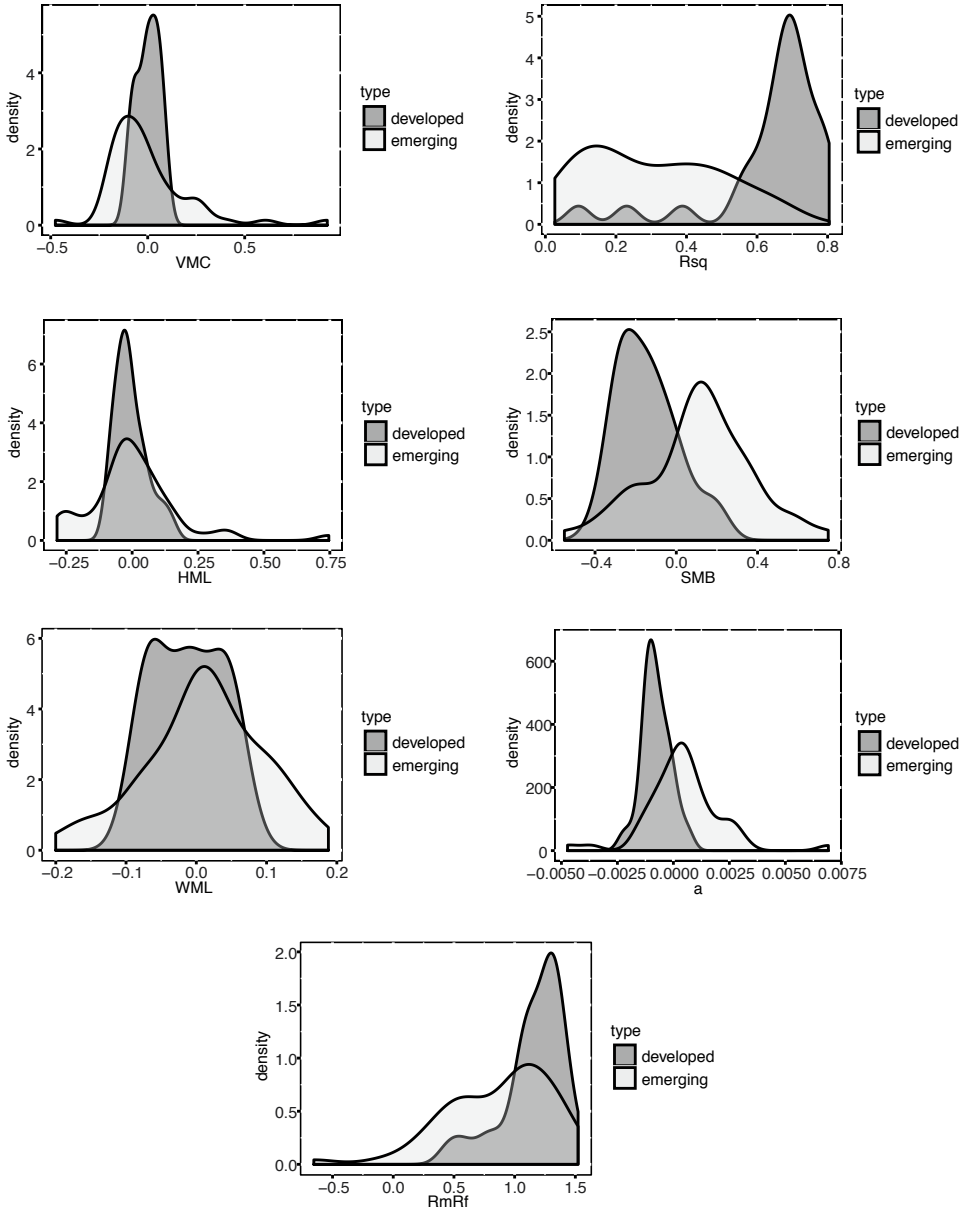 4
2
0
density
−0.5
0.0
0.5
VMC
type
developed
emerging
5
4
3
2
1
0
density
0.0
0.2
0.4
0.6
0.8
Rsq
type
developed
emerging
6
4
2
0
density
−0.25
0.00
0.25
0.50
0.75
HML
type
developed
emerging
2.5
2.0
1.5
1.0
0.5
0.0
density
−0.4
0.0
0.4
0.8
SMB
type
developed
emerging
6
4
2
0
density
−0.2
−0.1
0.0
0.1
0.2
WML
type
developed
emerging
600
400
200
0
density
−0.0050
−0.0025
0.0000
0.0025
0.0050
0.0075
a
type
developed
emerging
2.0
1.5
1.0
0.5
0.0
density
−0.5
0.0
0.5
1.0
1.5
RmRf
type
developed
emerging